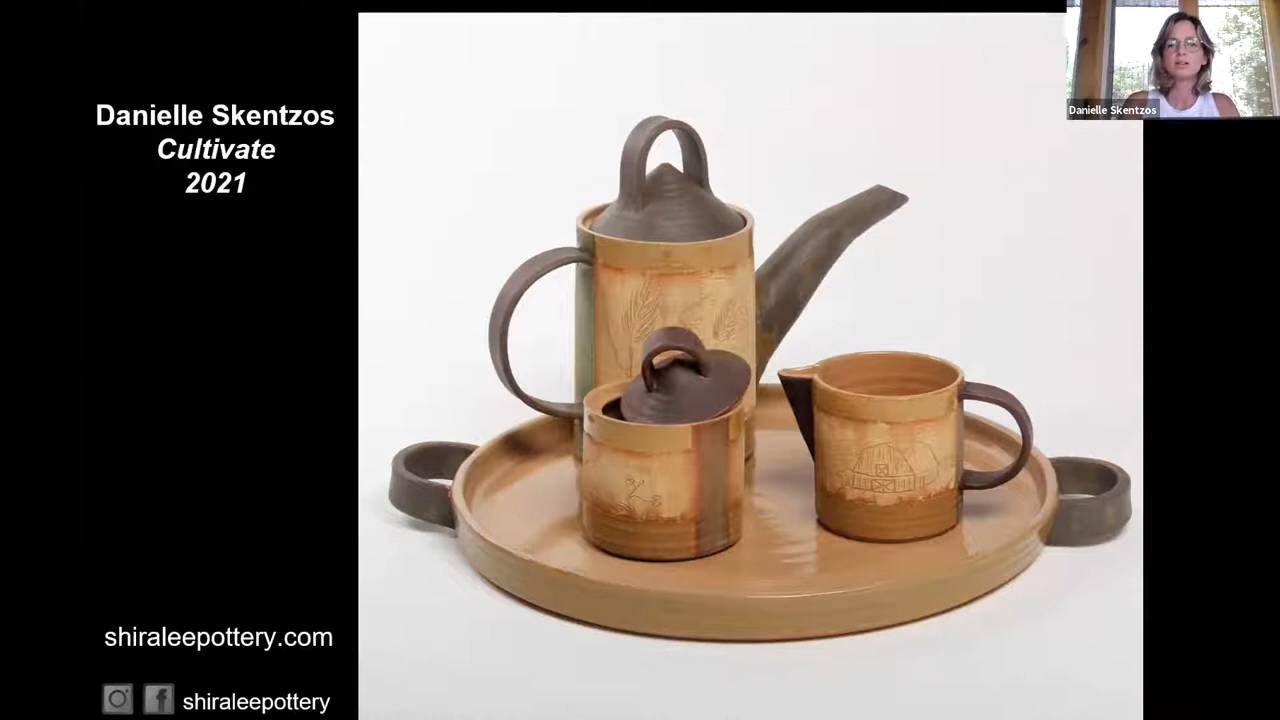 Danielle Skentzos
Cultivate
2021
shiraleepottery.com
shiraleepottery
Danielle Skentzos